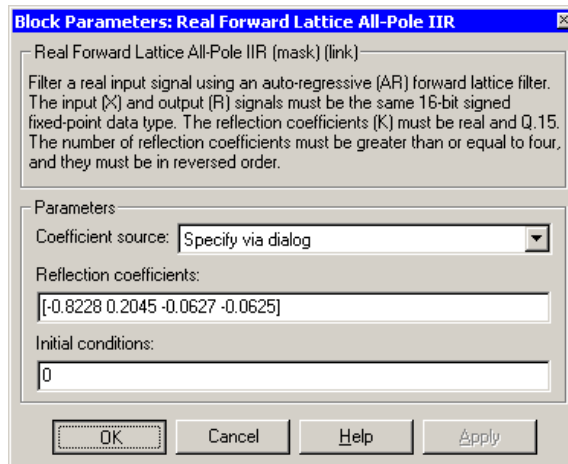 Block Parameters: Real Forward Lattice All-Pole IIR
Real Forward Lattice All-Pole IIR (mask) (link)
Filter a real input signal using an auto-regressive (AR) forward lattice filter.
The input (X) and output (R) signals must be the same 16-bit signed
fixed-point data type. The reflection coefficients (K) must be real and Q.15.
The number of reflection coefficients must be greater than or equal to four,
and they must be in reversed order.
Parameters
Coefficient source: Specify via dialog
Reflection coefficients:
[-0.8228 0.2045 -0.0627 -0.0625]
Initial conditions:
0
OK Cancel Help Apply